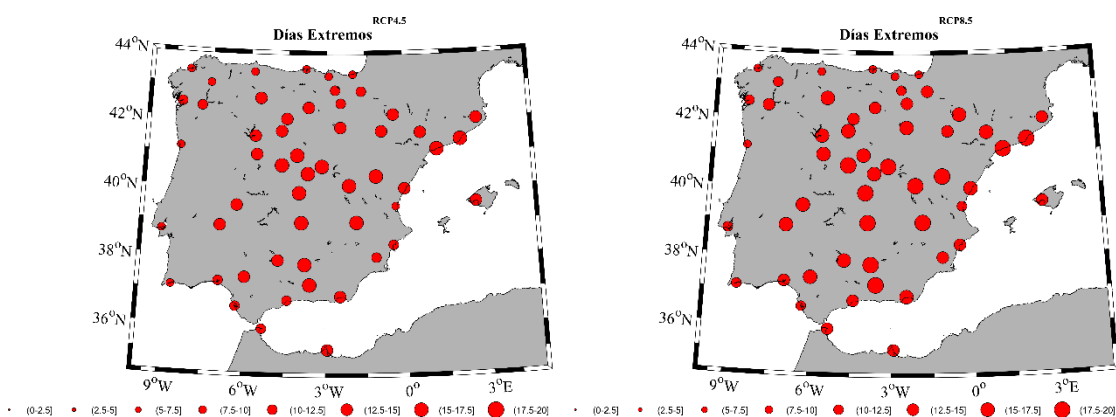 RCP4.5
Días Extremos
44°N
42°N
40°N
38°N
36°N
9°W 6°W 3°W 0° 3°E
(0-2.5] (2.5-5] (5-7.5] (7.5-10] (10-12.5] (12.5-15] (15-17.5] (17.5-20]
RCP8.5
Días Extremos
44°N
42°N
40°N
38°N
36°N
9°W 6°W 3°W 0° 3°E
(0-2.5] (2.5-5] (5-7.5] (7.5-10] (10-12.5] (12.5-15] (15-17.5] (17.5-20]